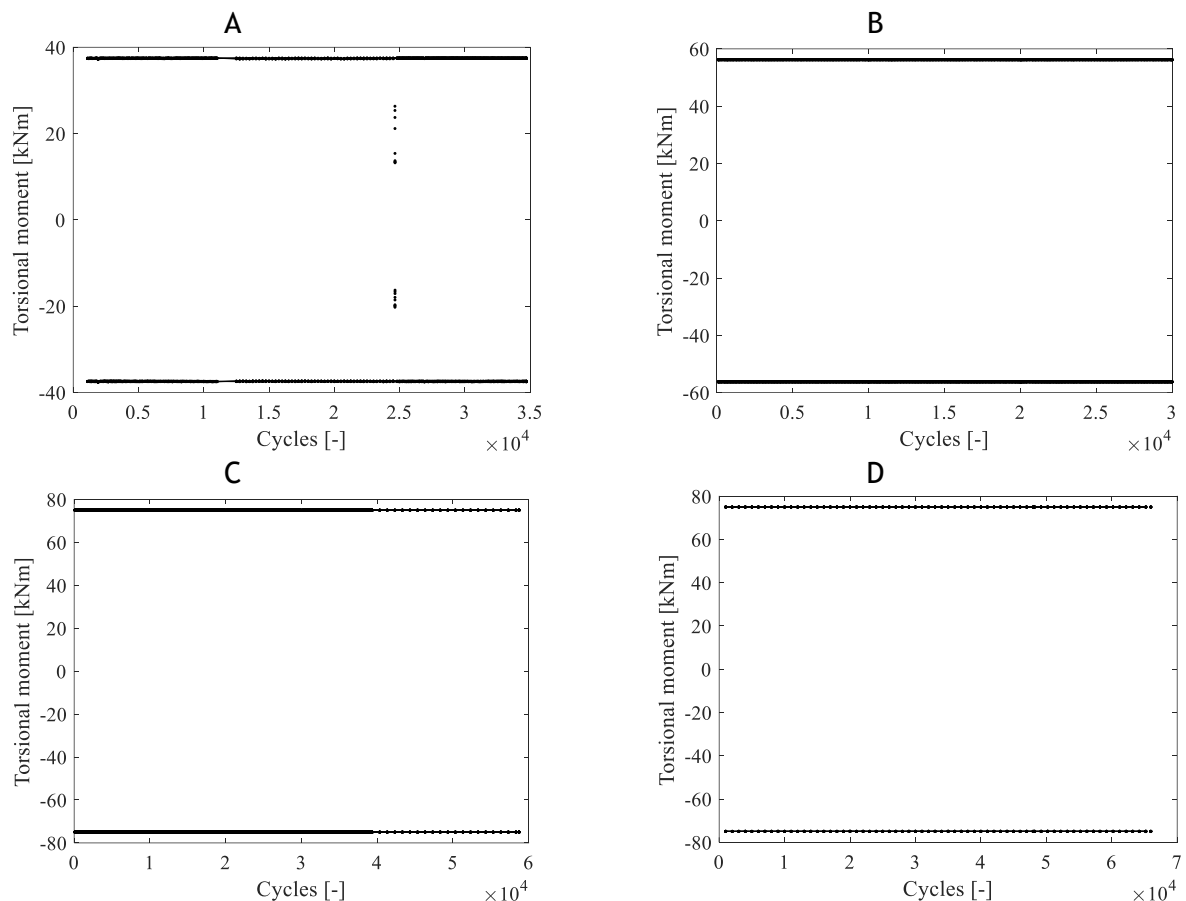 A
40
20
0
-20
-40
0 0.5 1 1.5 2 2.5 3 3.5
Cycles [-]
×10^4
Torsional moment [kNm]
B
60
40
20
0
-20
-40
-60
0 0.5 1 1.5 2 2.5 3
Cycles [-]
×10^4
Torsional moment [kNm]
C
80
60
40
20
0
-20
-40
-60
-80
0 1 2 3 4 5 6
Cycles [-]
×10^4
Torsional moment [kNm]
D
80
60
40
20
0
-20
-40
-60
-80
0 1 2 3 4 5 6 70
Cycles [-]
×10^4
Torsional moment [kNm]